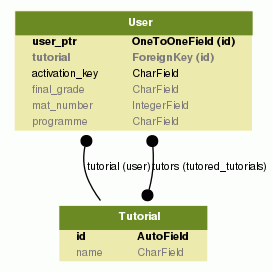 User
user_ptr OneToOneField (id)
tutorial ForeignKey (id)
activation_key CharField
final_grade CharField
mat_number IntegerField
programme CharField
tutorial (user) tutors (tutored_tutorials)
Tutorial
id AutoField
name CharField